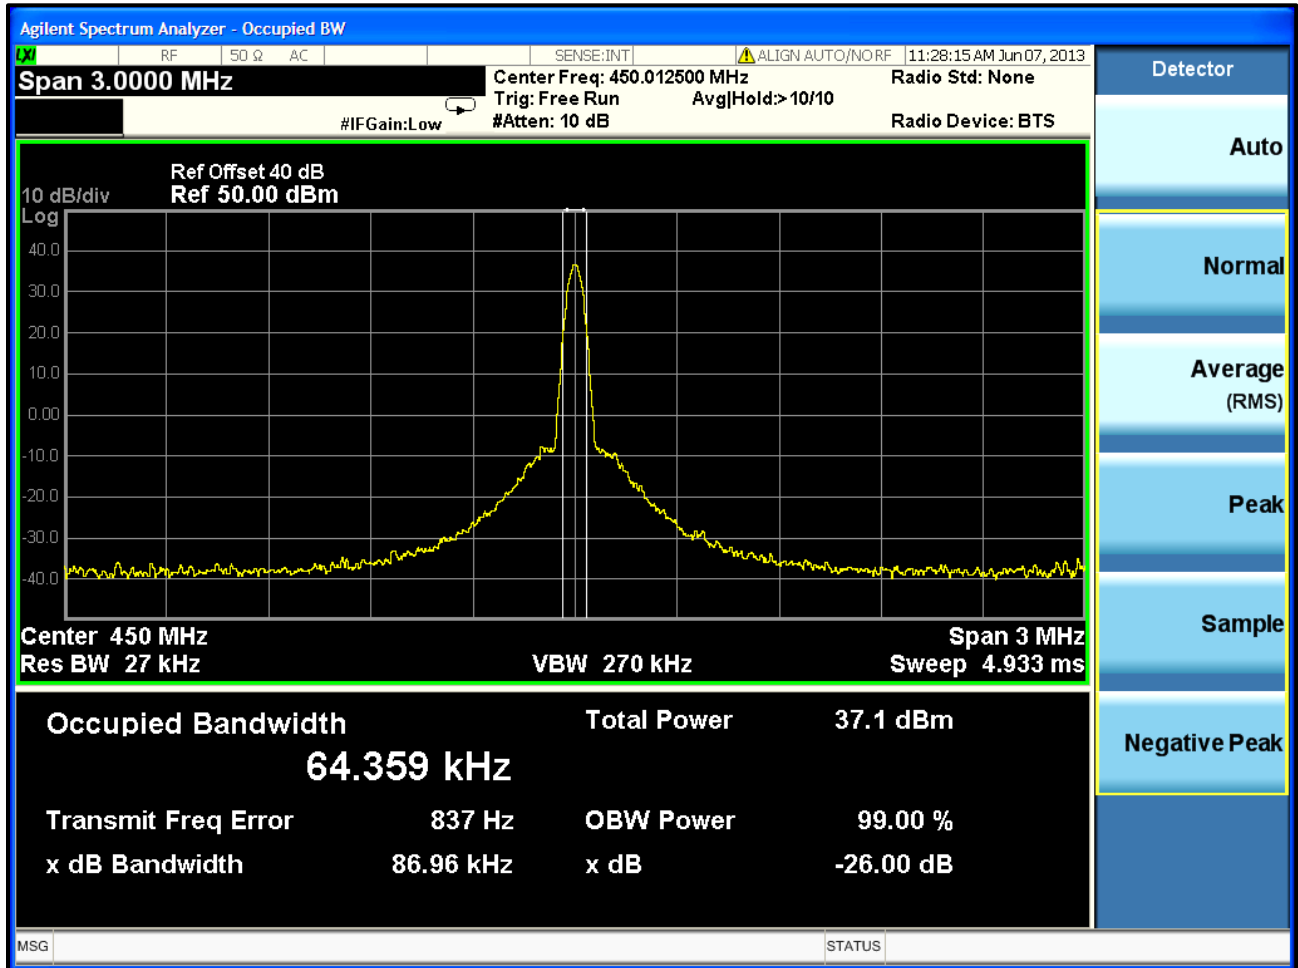 Agilent Spectrum Analyzer - Occupied BW
LXI RF 50 Ω AC SENSE:INT ALIGN AUTO/NO RF 11:28:15 AM Jun 07, 2013
Span 3.0000 MHz
Center Freq: 450.012500 MHz
Radio Std: None
Trig: Free Run Avg|Hold:> 10/10
#IFGain:Low
#Atten: 10 dB
Radio Device: BTS
Ref Offset 40 dB
10 dB/div Ref 50.00 dBm
Log
40.0
30.0
20.0
10.0
0.00
-10.0
-20.0
-30.0
-40.0
Center 450 MHz Span 3 MHz
Res BW 27 kHz VBW 270 kHz Sweep 4.933 ms
Occupied Bandwidth Total Power 37.1 dBm
64.359 kHz
Transmit Freq Error 837 Hz OBW Power 99.00 %
x dB Bandwidth 86.96 kHz x dB -26.00 dB
MSG STATUS
Detector
Auto
Normal
Average
(RMS)
Peak
Sample
Negative Peak